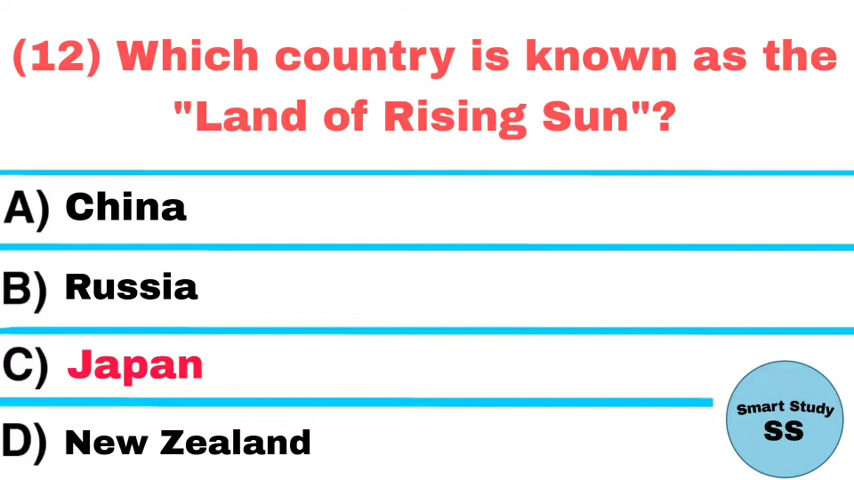 (12) Which country is known as the
"Land of Rising Sun"?
A) China
B) Russia
C) Japan
D) New Zealand
Smart Study
SS